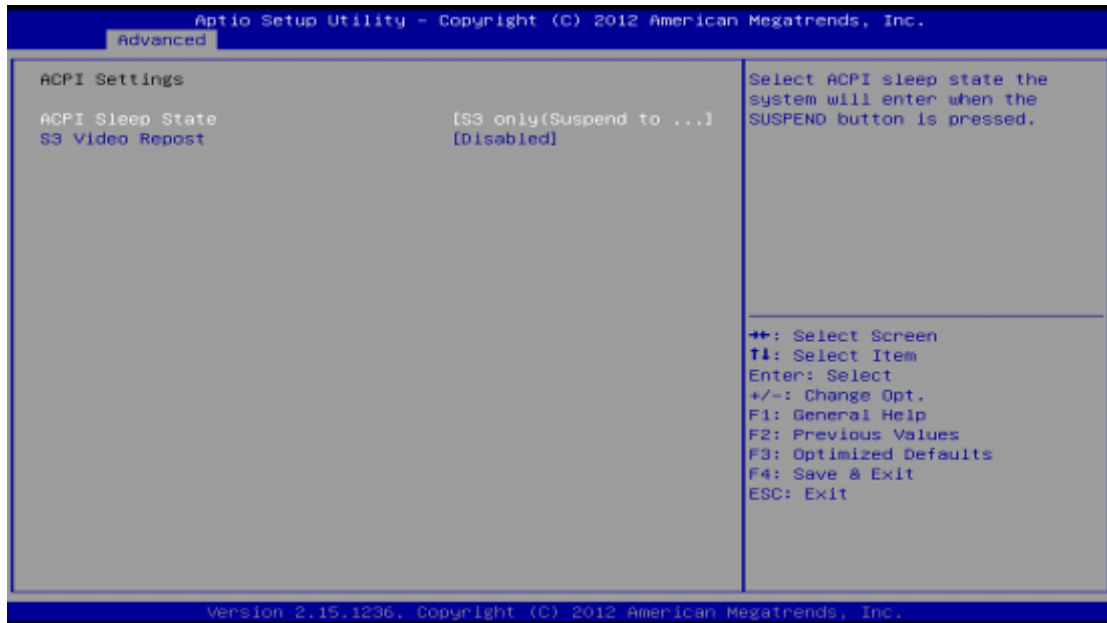 Aptio Setup Utility – Copyright (C) 2012 American Megatrends, Inc.
Advanced
ACPI Settings
ACPI Sleep State [S3 only(Suspend to ...]
S3 Video Repost [Disabled]
Select ACPI sleep state the
system will enter when the
SUSPEND button is pressed.
→←: Select Screen
↑↓: Select Item
Enter: Select
+/-: Change Opt.
F1: General Help
F2: Previous Values
F3: Optimized Defaults
F4: Save & Exit
ESC: Exit
Version 2.15.1236. Copyright (C) 2012 American Megatrends, Inc.